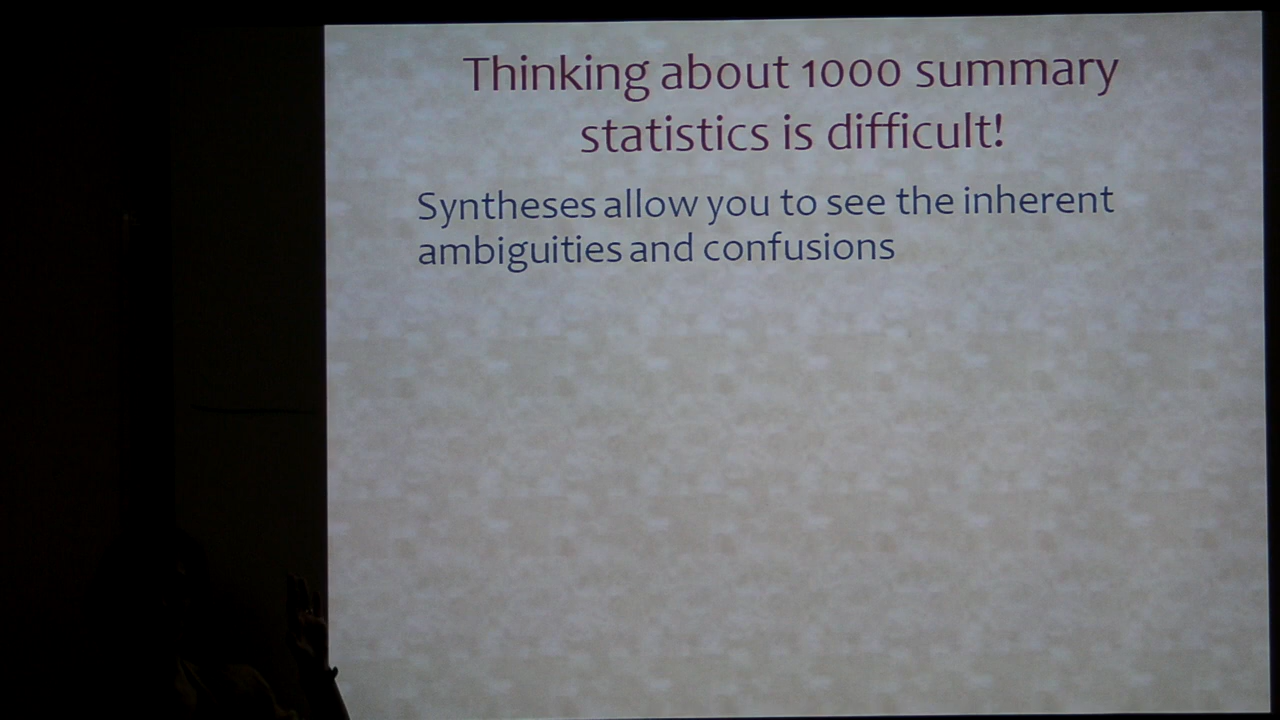 Thinking about 1000 summary
statistics is difficult!
Syntheses allow you to see the inherent
ambiguities and confusions